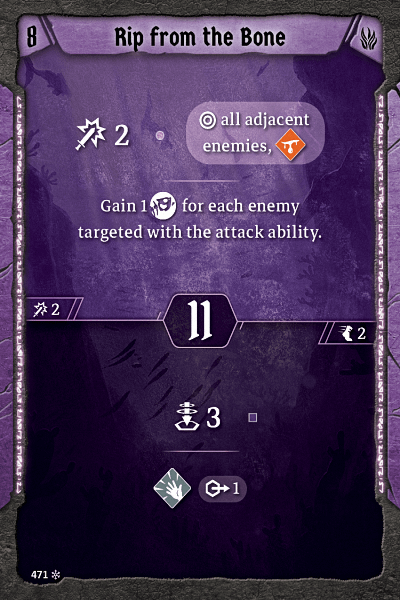 8
Rip from the Bone
2
all adjacent
enemies,
Gain 1 for each enemy
targeted with the attack ability.
2
11
2
3
1
471